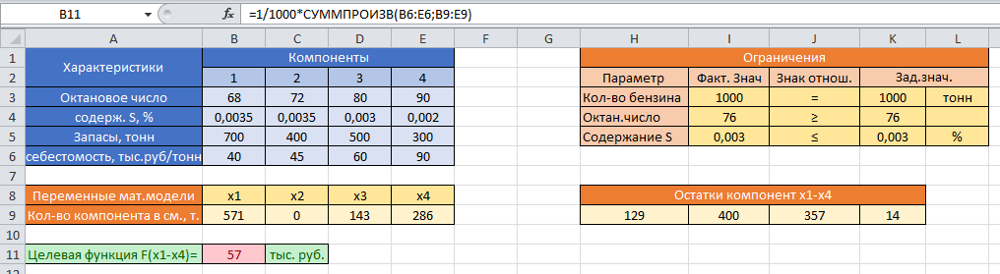 B11 fx =1/1000*СУММПРОИЗВ(B6:E6;B9:E9)
A B C D E F G H I J K L
1 Характеристики Компоненты Ограничения
2 1 2 3 4 Параметр Факт. Знач Знак отнош. Зад.знач.
3 Октановое число 68 72 80 90 Кол-во бензина 1000 = 1000 тонн
4 содерж. S, % 0,0035 0,0035 0,003 0,002 Октан.число 76 ≥ 76
5 Запасы, тонн 700 400 500 300 Содержание S 0,003 ≤ 0,003 %
6 себестомость, тыс.руб/тонн 40 45 60 90
7
8 Переменные мат.модели x1 x2 x3 x4 Остатки компонент x1-x4
9 Кол-во компонента в см., т. 571 0 143 286 129 400 357 14
10
11 Целевая функция F(x1-x4)= 57 тыс. руб.